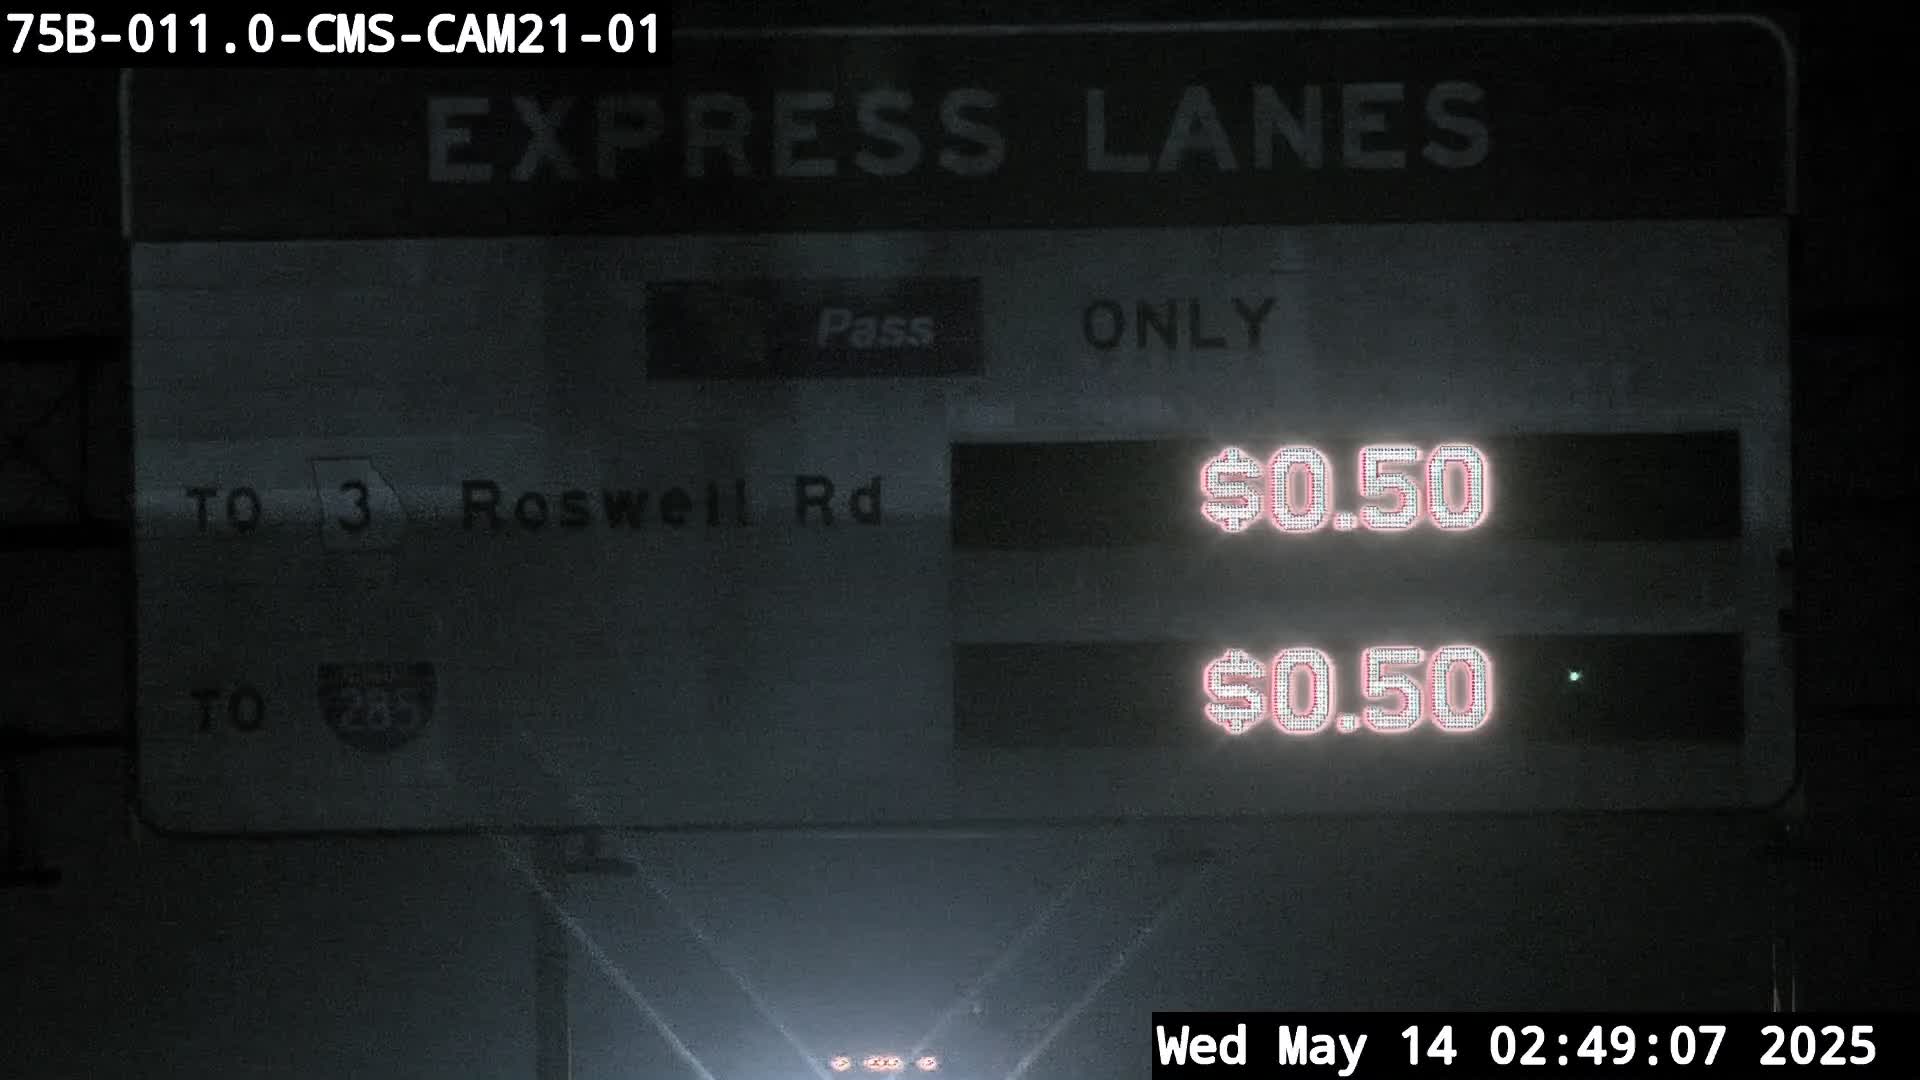 75B-011.0-CMS-CAM21-01
EXPRESS LANES
Pass ONLY
TO 3 Roswell Rd $0.50
TO 285 $0.50
Wed May 14 02:49:07 2025